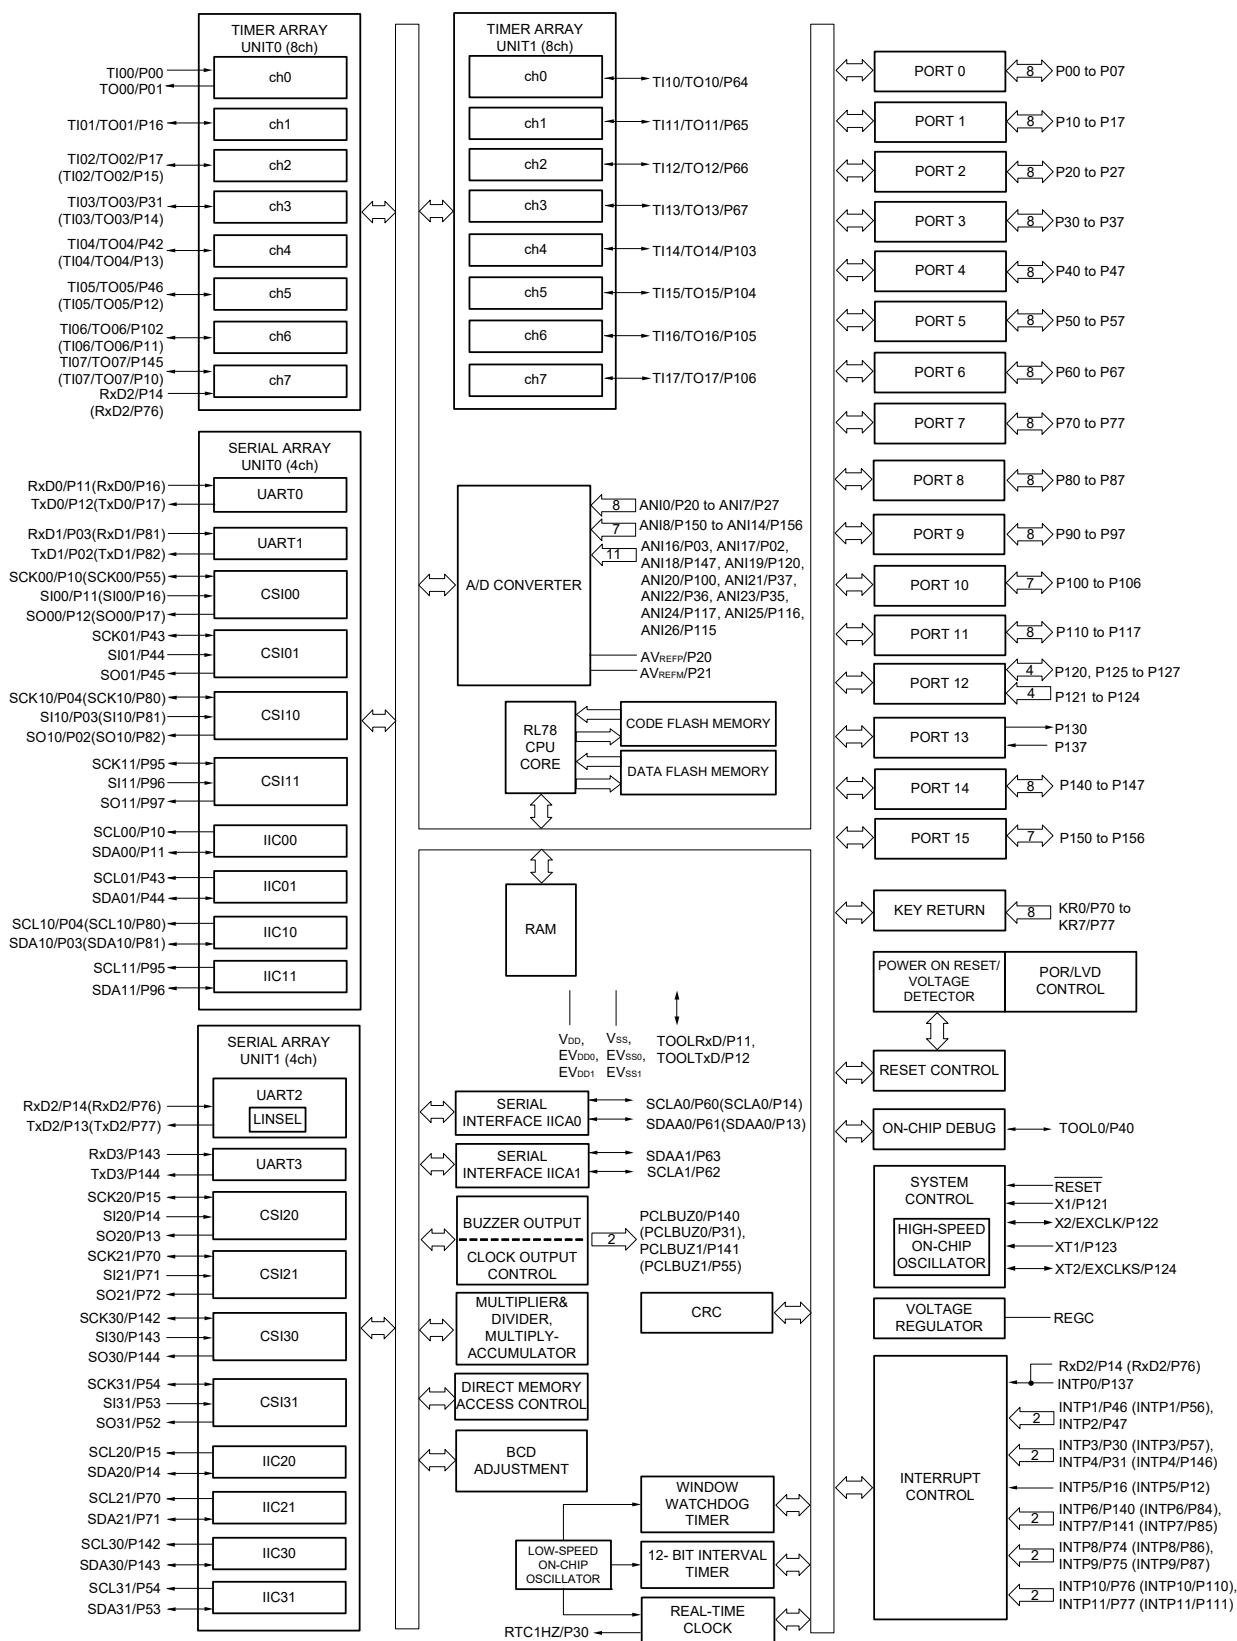 TIMER ARRAY
UNIT0 (8ch)
ch0
TI00/P00
TO00/P01
ch1
TI01/TO01/P16
ch2
TI02/TO02/P17
(TI02/TO02/P15)
ch3
TI03/TO03/P31
(TI03/TO03/P14)
ch4
TI04/TO04/P42
(TI04/TO04/P13)
ch5
TI05/TO05/P46
(TI05/TO05/P12)
ch6
TI06/TO06/P102
(TI06/TO06/P11)
ch7
TI07/TO07/P145
(TI07/TO07/P10)
RxD2/P14
(RxD2/P76)
SERIAL ARRAY
UNIT0 (4ch)
UART0
RxD0/P11(RxD0/P16)
TxD0/P12(TxD0/P17)
UART1
RxD1/P03(RxD1/P81)
TxD1/P02(TxD1/P82)
CSI00
SCK00/P10(SCK00/P55)
SI00/P11(SI00/P16)
SO00/P12(SO00/P17)
CSI01
SCK01/P43
SI01/P44
SO01/P45
CSI10
SCK10/P04(SCK10/P80)
SI10/P03(SI10/P81)
SO10/P02(SO10/P82)
CSI11
SCK11/P95
SI11/P96
SO11/P97
IIC00
SCL00/P10
SDA00/P11
IIC01
SCL01/P43
SDA01/P44
IIC10
SCL10/P04(SCL10/P80)
SDA10/P03(SDA10/P81)
IIC11
SCL11/P95
SDA11/P96
SERIAL ARRAY
UNIT1 (4ch)
UART2
LINSEL
RxD2/P14(RxD2/P76)
TxD2/P13(TxD2/P77)
UART3
RxD3/P143
TxD3/P144
CSI20
SCK20/P15
SI20/P14
SO20/P13
CSI21
SCK21/P70
SI21/P71
SO21/P72
CSI30
SCK30/P142
SI30/P143
SO30/P144
CSI31
SCK31/P54
SI31/P53
SO31/P52
IIC20
SCL20/P15
SDA20/P14
IIC21
SCL21/P70
SDA21/P71
IIC30
SCL30/P142
SDA30/P143
IIC31
SCL31/P54
SDA31/P53
TIMER ARRAY
UNIT1 (8ch)
ch0
TI10/TO10/P64
ch1
TI11/TO11/P65
ch2
TI12/TO12/P66
ch3
TI13/TO13/P67
ch4
TI14/TO14/P103
ch5
TI15/TO15/P104
ch6
TI16/TO16/P105
ch7
TI17/TO17/P106
A/D CONVERTER
8 ANI0/P20 to ANI7/P27
7 ANI8/P150 to ANI14/P156
11 ANI16/P03, ANI17/P02,
ANI18/P147, ANI19/P120,
ANI20/P100, ANI21/P37,
ANI22/P36, ANI23/P35,
ANI24/P117, ANI25/P116,
ANI26/P115
AVREFP/P20
AVREFM/P21
RL78
CPU
CORE
CODE FLASH MEMORY
DATA FLASH MEMORY
RAM
VDD,
EVDD0,
EVDD1
VSS,
EVSS0,
EVSS1
TOOLRxD/P11,
TOOLTxD/P12
SERIAL
INTERFACE IICA0
SCLA0/P60(SCLA0/P14)
SDAA0/P61(SDAA0/P13)
SERIAL
INTERFACE IICA1
SDAA1/P63
SCLA1/P62
BUZZER OUTPUT
CLOCK OUTPUT
CONTROL
2
PCLBUZ0/P140
(PCLBUZ0/P31),
PCLBUZ1/P141
(PCLBUZ1/P55)
MULTIPLIER&
DIVIDER,
MULTIPLY-
ACCUMULATOR
CRC
DIRECT MEMORY
ACCESS CONTROL
BCD
ADJUSTMENT
WINDOW
WATCHDOG
TIMER
LOW-SPEED
ON-CHIP
OSCILLATOR
12- BIT INTERVAL
TIMER
REAL-TIME
CLOCK
RTC1HZ/P30
PORT 0
8 P00 to P07
PORT 1
8 P10 to P17
PORT 2
8 P20 to P27
PORT 3
8 P30 to P37
PORT 4
8 P40 to P47
PORT 5
8 P50 to P57
PORT 6
8 P60 to P67
PORT 7
8 P70 to P77
PORT 8
8 P80 to P87
PORT 9
8 P90 to P97
PORT 10
7 P100 to P106
PORT 11
8 P110 to P117
PORT 12
4 P120, P125 to P127
4 P121 to P124
PORT 13
P130
P137
PORT 14
8 P140 to P147
PORT 15
7 P150 to P156
KEY RETURN
8 KR0/P70 to
KR7/P77
POWER ON RESET/
VOLTAGE
DETECTOR
POR/LVD
CONTROL
RESET CONTROL
ON-CHIP DEBUG
TOOL0/P40
SYSTEM
CONTROL
HIGH-SPEED
ON-CHIP
OSCILLATOR
RESET
X1/P121
X2/EXCLK/P122
XT1/P123
XT2/EXCLKS/P124
VOLTAGE
REGULATOR
REGC
INTERRUPT
CONTROL
RxD2/P14 (RxD2/P76)
INTP0/P137
2 INTP1/P46 (INTP1/P56),
INTP2/P47
2 INTP3/P30 (INTP3/P57),
INTP4/P31 (INTP4/P146)
INTP5/P16 (INTP5/P12)
2 INTP6/P140 (INTP6/P84),
INTP7/P141 (INTP7/P85)
2 INTP8/P74 (INTP8/P86),
INTP9/P75 (INTP9/P87)
2 INTP10/P76 (INTP10/P110),
INTP11/P77 (INTP11/P111)